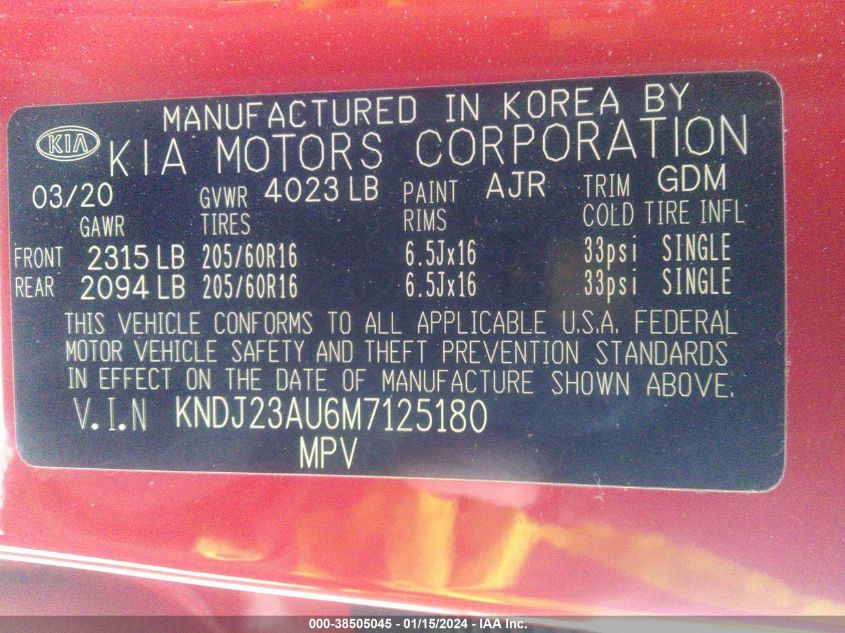 MANUFACTURED IN KOREA BY
KIA KIA MOTORS CORPORATION
03/20 GVWR 4023 LB PAINT AJR TRIM GDM
GAWR TIRES RIMS COLD TIRE INFL
FRONT 2315 LB 205/60R16 6.5Jx16 33psi SINGLE
REAR 2094 LB 205/60R16 6.5Jx16 33psi SINGLE
THIS VEHICLE CONFORMS TO ALL APPLICABLE U.S.A. FEDERAL
MOTOR VEHICLE SAFETY AND THEFT PREVENTION STANDARDS
IN EFFECT ON THE DATE OF MANUFACTURE SHOWN ABOVE.
V.I.N KNDJ23AU6M7125180
MPV
000-38505045 - 01/15/2024 - IAA Inc.